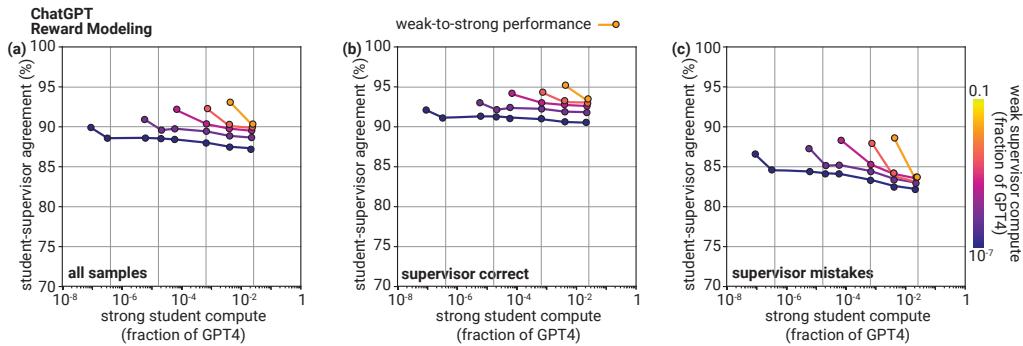 ChatGPT
Reward Modeling
weak-to-strong performance
(a)
student-supervisor agreement (%)
100
95
90
85
80
75
70
all samples
10-8
10-6
10-4
10-2
1
strong student compute
(fraction of GPT4)
(b)
student-supervisor agreement (%)
100
95
90
85
80
75
70
supervisor correct
10-8
10-6
10-4
10-2
1
strong student compute
(fraction of GPT4)
(c)
student-supervisor agreement (%)
100
95
90
85
80
75
70
supervisor mistakes
10-8
10-6
10-4
10-2
1
strong student compute
(fraction of GPT4)
0.1
10-7
weak supervisor compute
(fraction of GPT4)